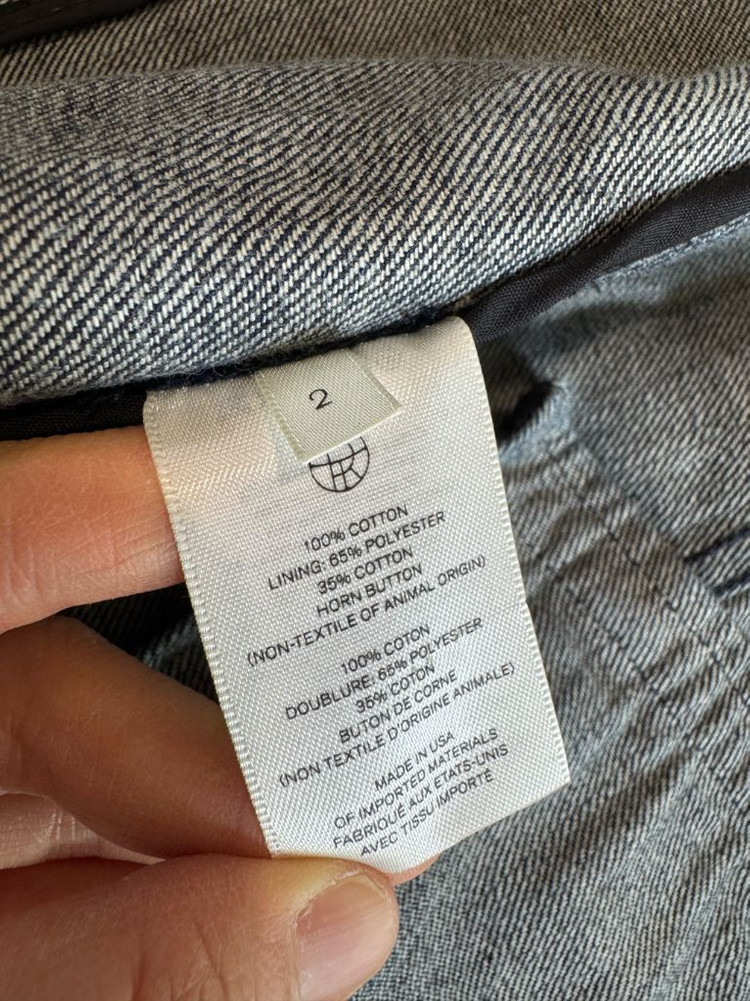 2
100% COTTON
LINING: 65% POLYESTER
35% COTTON
HORN BUTTON
(NON-TEXTILE OF ANIMAL ORIGIN)
100% COTON
DOUBLURE: 65% POLYESTER
35% COTON
BUTON DE CORNE
(NON TEXTILE D'ORIGINE ANIMALE)
MADE IN USA
OF IMPORTED MATERIALS
FABRIQUÉ AUX ETATS-UNIS
AVEC TISSU IMPORTÉ